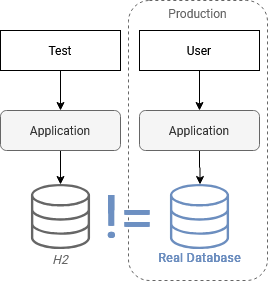 Production
Test
User
Application
Application
!=
H2
Real Database